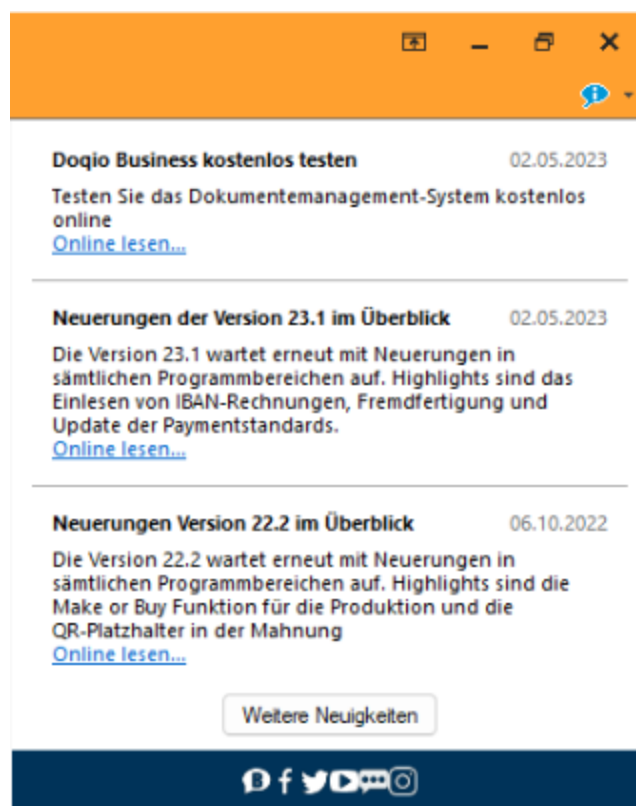 Doqio Business kostenlos testen 02.05.2023
Testen Sie das Dokumentemanagement-System kostenlos
online
Online lesen...
Neuerungen der Version 23.1 im Überblick 02.05.2023
Die Version 23.1 wartet erneut mit Neuerungen in
sämtlichen Programmbereichen auf. Highlights sind das
Einlesen von IBAN-Rechnungen, Fremdfertigung und
Update der Paymentstandards.
Online lesen...
Neuerungen Version 22.2 im Überblick 06.10.2022
Die Version 22.2 wartet erneut mit Neuerungen in
sämtlichen Programmbereichen auf. Highlights sind die
Make or Buy Funktion für die Produktion und die
QR-Platzhalter in der Mahnung
Online lesen...
Weitere Neuigkeiten